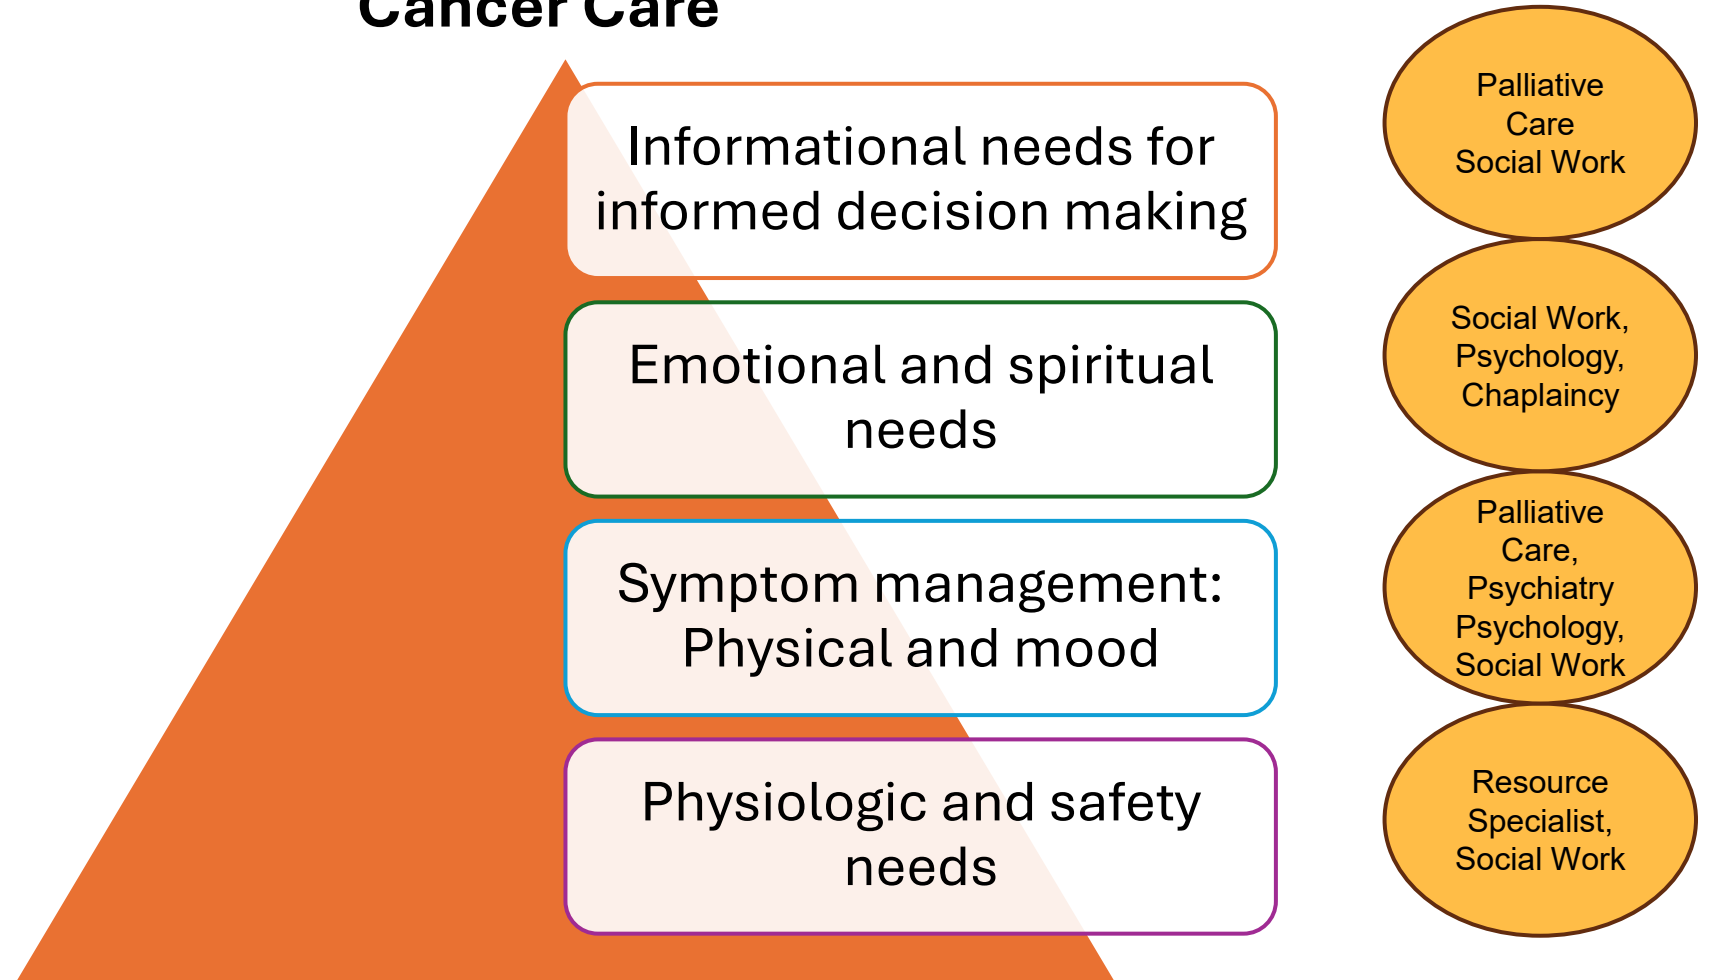 Cancer Care
Informational needs for
informed decision making
Palliative
Care
Social Work
Emotional and spiritual
needs
Social Work,
Psychology,
Chaplaincy
Symptom management:
Physical and mood
Palliative
Care,
Psychiatry
Psychology,
Social Work
Physiologic and safety
needs
Resource
Specialist,
Social Work